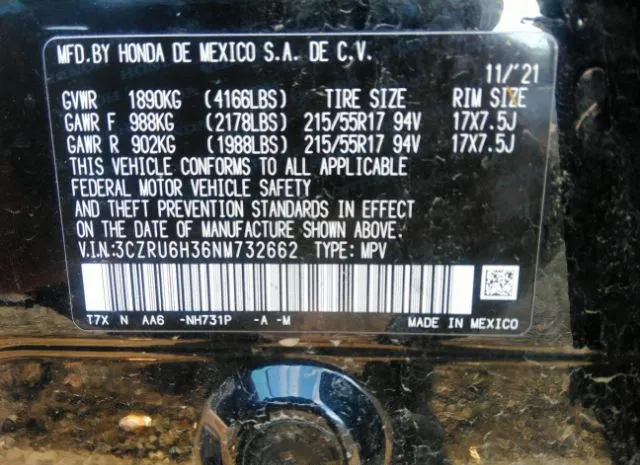 MFD.BY HONDA DE MEXICO S.A. DE C.V.
11/'21
GVWR 1890KG (4166LBS) TIRE SIZE RIM SIZE
GAWR F 988KG (2178LBS) 215/55R17 94V 17X7.5J
GAWR R 902KG (1988LBS) 215/55R17 94V 17X7.5J
THIS VEHICLE CONFORMS TO ALL APPLICABLE
FEDERAL MOTOR VEHICLE SAFETY
AND THEFT PREVENTION STANDARDS IN EFFECT
ON THE DATE OF MANUFACTURE SHOWN ABOVE.
V.I.N:3CZRU6H36NM732662 TYPE: MPV
T7X N AA6 -NH731P -A -M MADE IN MEXICO